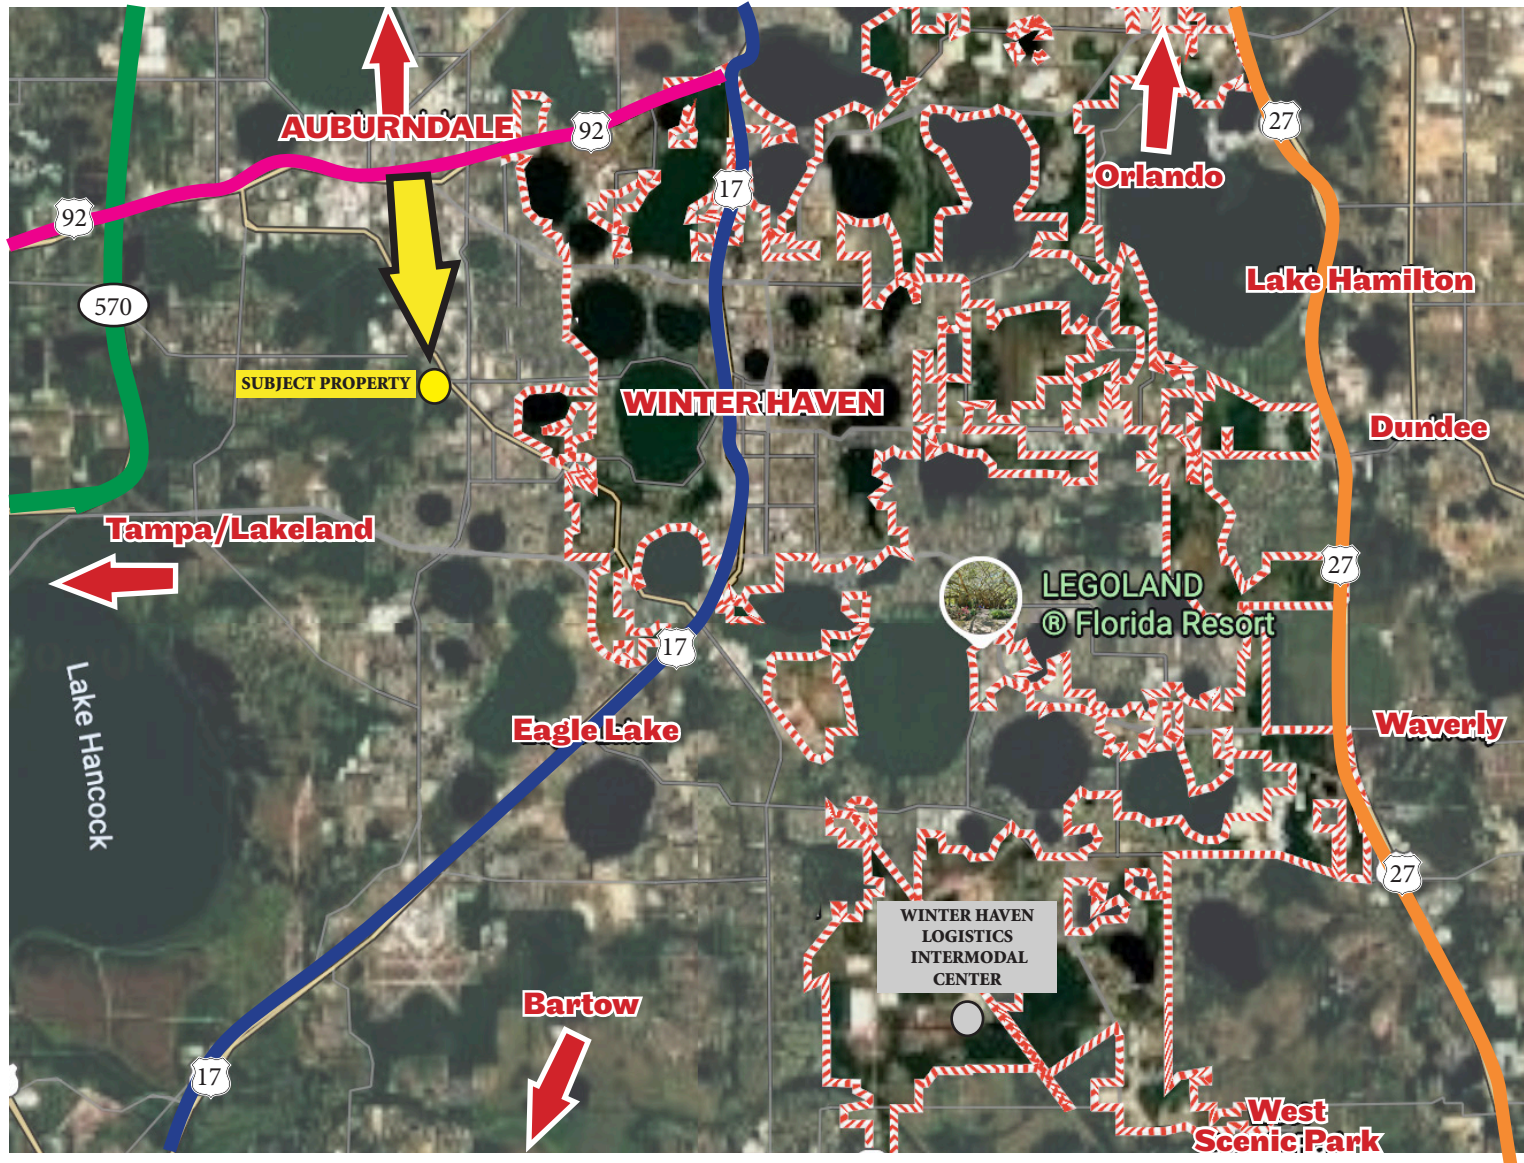 AUBURNDALE
92
27
Orlando
17
92
Lake Hamilton
570
SUBJECT PROPERTY
WINTER HAVEN
Dundee
Tampa/Lakeland
27
LEGOLAND
® Florida Resort
17
Lake Hancock
Eagle Lake
Waverly
27
WINTER HAVEN
LOGISTICS
INTERMODAL
CENTER
Bartow
17
West
Scenic Park